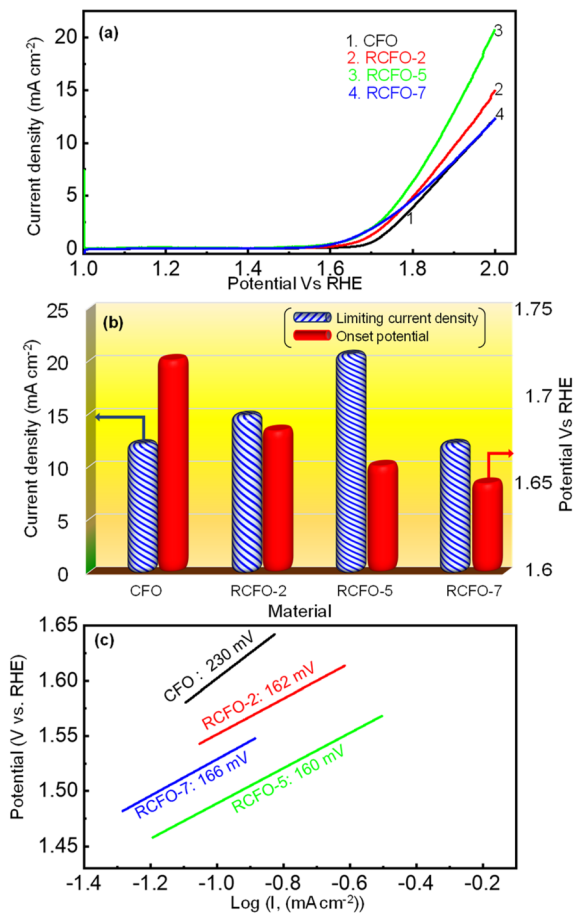 (a)
1. CFO
2. RCFO-2
3. RCFO-5
4. RCFO-7
3
2
4
1
20
15
10
5
0
Current density (mA cm-2)
1.0 1.2 1.4 1.6 1.8 2.0
Potential Vs RHE
(b)
Limiting current density
Onset potential
25
20
15
10
5
0
Current density (mA cm-2)
1.75
1.7
1.65
1.6
Potential Vs RHE
CFO RCFO-2 RCFO-5 RCFO-7
Material
(c)
CFO : 230 mV
RCFO-2: 162 mV
RCFO-7: 166 mV
RCFO-5: 160 mV
1.65
1.60
1.55
1.50
1.45
Potential (V vs. RHE)
-1.4 -1.2 -1.0 -0.8 -0.6 -0.4 -0.2
Log (I, (mA cm-2))